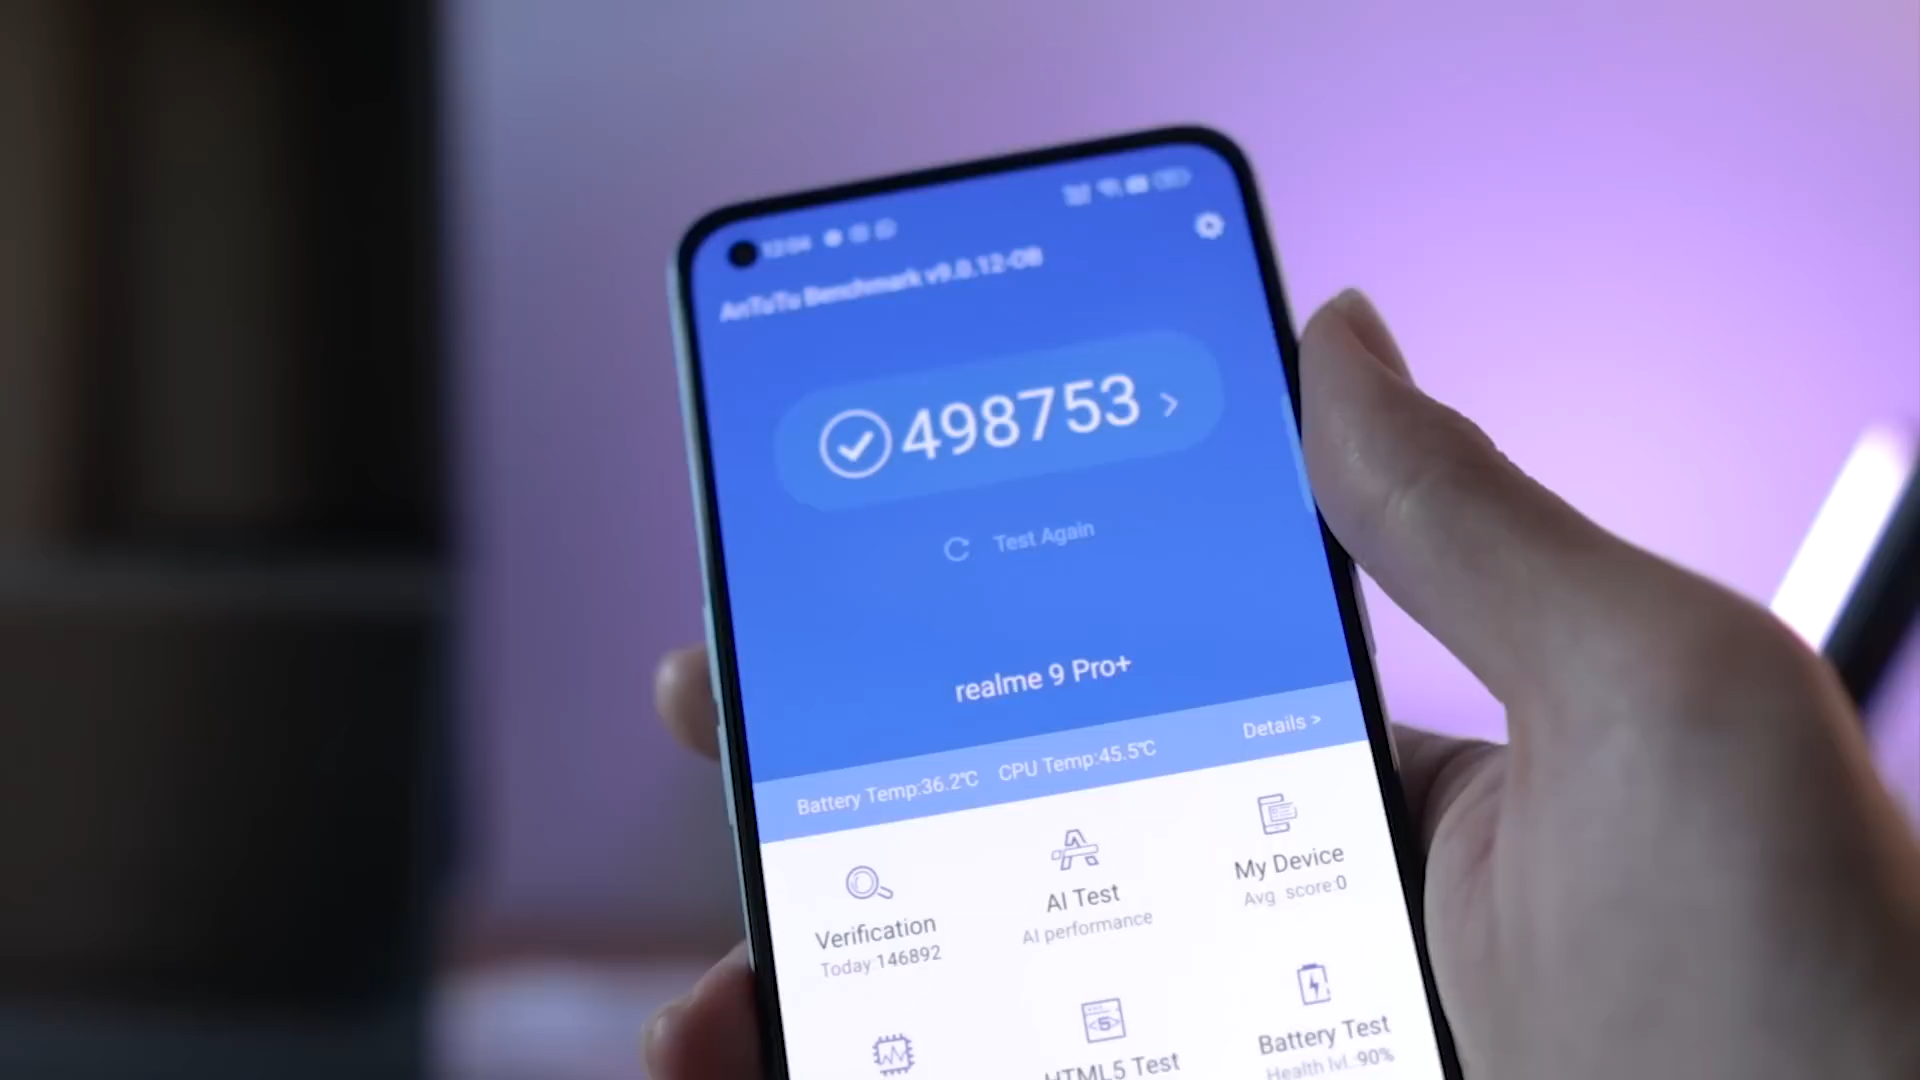 12:04
AnTuTu Benchmark v9.0.12-OB
498753 >
Test Again
realme 9 Pro+
Battery Temp:36.2℃ CPU Temp:45.5℃ Details >
Verification
Today:146892
AI Test
AI performance
My Device
Avg score:0
HTML5 Test
Battery Test
Health lvl.:90%